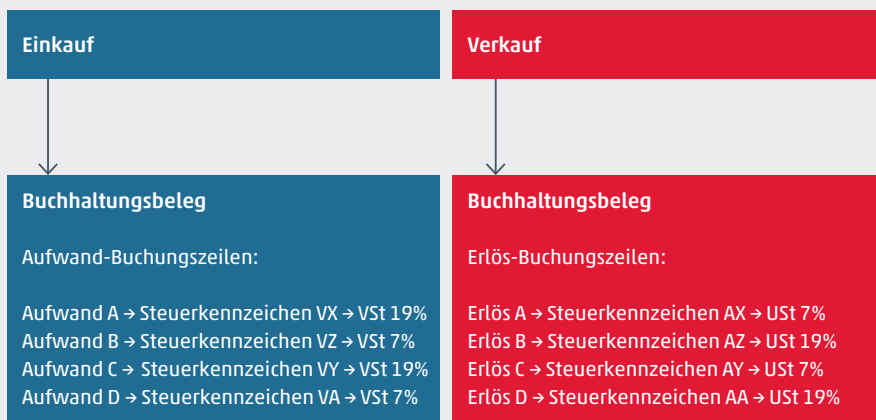 Einkauf
Buchhaltungsbeleg
Aufwand-Buchungszeilen:
Aufwand A → Steuerkennzeichen VX → VSt 19%
Aufwand B → Steuerkennzeichen VZ → VSt 7%
Aufwand C → Steuerkennzeichen VY → VSt 19%
Aufwand D → Steuerkennzeichen VA → VSt 7%
Verkauf
Buchhaltungsbeleg
Erlös-Buchungszeilen:
Erlös A → Steuerkennzeichen AX → USt 7%
Erlös B → Steuerkennzeichen AZ → USt 19%
Erlös C → Steuerkennzeichen AY → USt 7%
Erlös D → Steuerkennzeichen AA → USt 19%